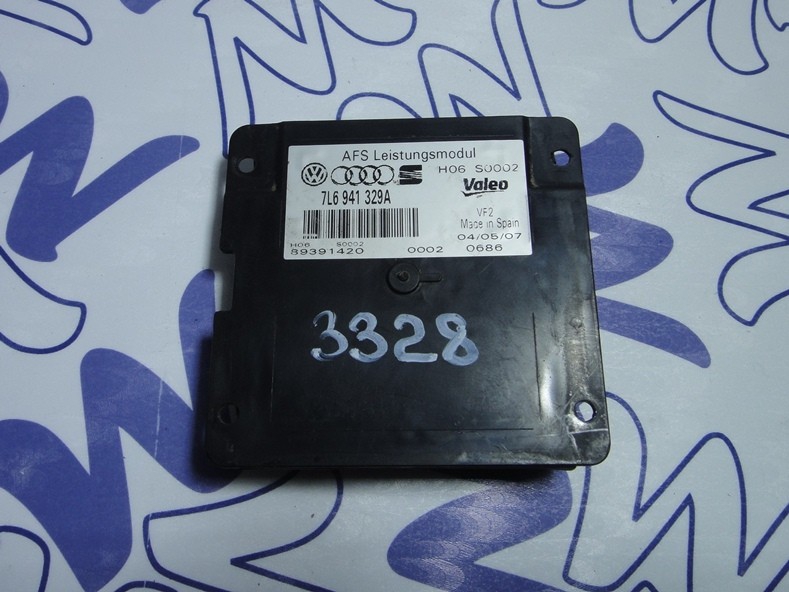 AFS Leistungsmodul
H06 S0002
7L6 941 329A
Valeo
VF2
Made in Spain
04/05/07
H06 S0002
89391420 0002 0686
3328